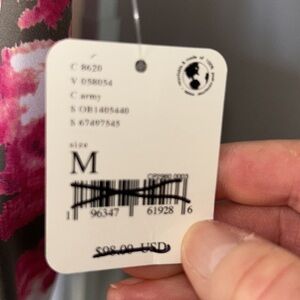 C 8620
V 058054
C army
S OB1405440
S 67497545
size
M
1 96347 61928 6
$98.00 USD